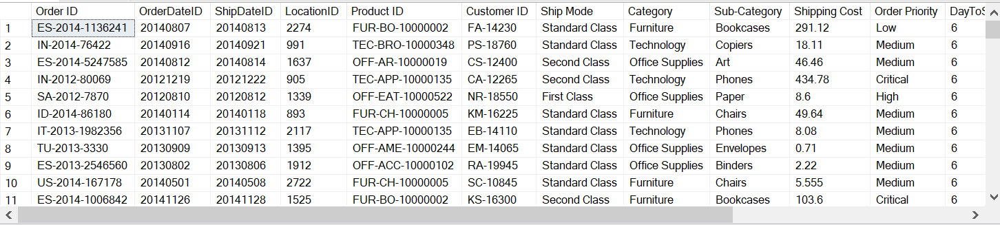 Order ID OrderDateID ShipDateID LocationID Product ID Customer ID Ship Mode Category Sub-Category Shipping Cost Order Priority DayToS
1 ES-2014-1136241 20140807 20140813 2274 FUR-BO-10000002 FA-14230 Standard Class Furniture Bookcases 291.12 Low 6
2 IN-2014-76422 20140916 20140921 991 TEC-BRO-10000348 PS-18760 Standard Class Technology Copiers 18.11 Medium 6
3 ES-2014-5247585 20140812 20140814 1637 OFF-AR-10000019 CS-12400 Second Class Office Supplies Art 46.46 Medium 6
4 IN-2012-80069 20121219 20121222 905 TEC-APP-10000135 CA-12265 Second Class Technology Phones 434.78 Critical 6
5 SA-2012-7870 20120810 20120812 1339 OFF-EAT-10000522 NR-18550 First Class Office Supplies Paper 8.6 High 6
6 ID-2014-86180 20140114 20140118 893 FUR-CH-10000005 KM-16225 Standard Class Furniture Chairs 49.64 Medium 6
7 IT-2013-1982356 20131107 20131112 2117 TEC-APP-10000135 EB-14110 Standard Class Technology Phones 8.08 Medium 6
8 TU-2013-3330 20130909 20130913 1395 OFF-AME-10000244 EM-14065 Standard Class Office Supplies Envelopes 0.71 Medium 6
9 ES-2013-2546560 20130802 20130806 1912 OFF-ACC-10000102 RA-19945 Standard Class Office Supplies Binders 2.22 Medium 6
10 US-2014-167178 20140501 20140508 2722 FUR-CH-10000005 SC-10845 Standard Class Furniture Chairs 5.555 Medium 6
11 ES-2014-1006842 20141126 20141128 1525 FUR-BO-10000002 KS-16300 Second Class Furniture Bookcases 103.6 Critical 6